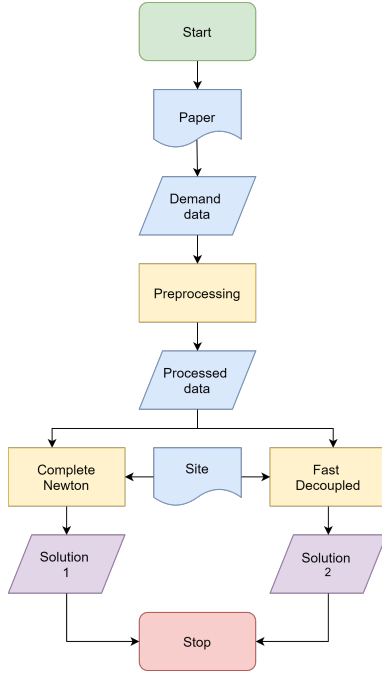 Start
Paper
Demand
data
Preprocessing
Processed
data
Complete
Newton
Site
Fast
Decoupled
Solution
1
Solution
2
Stop